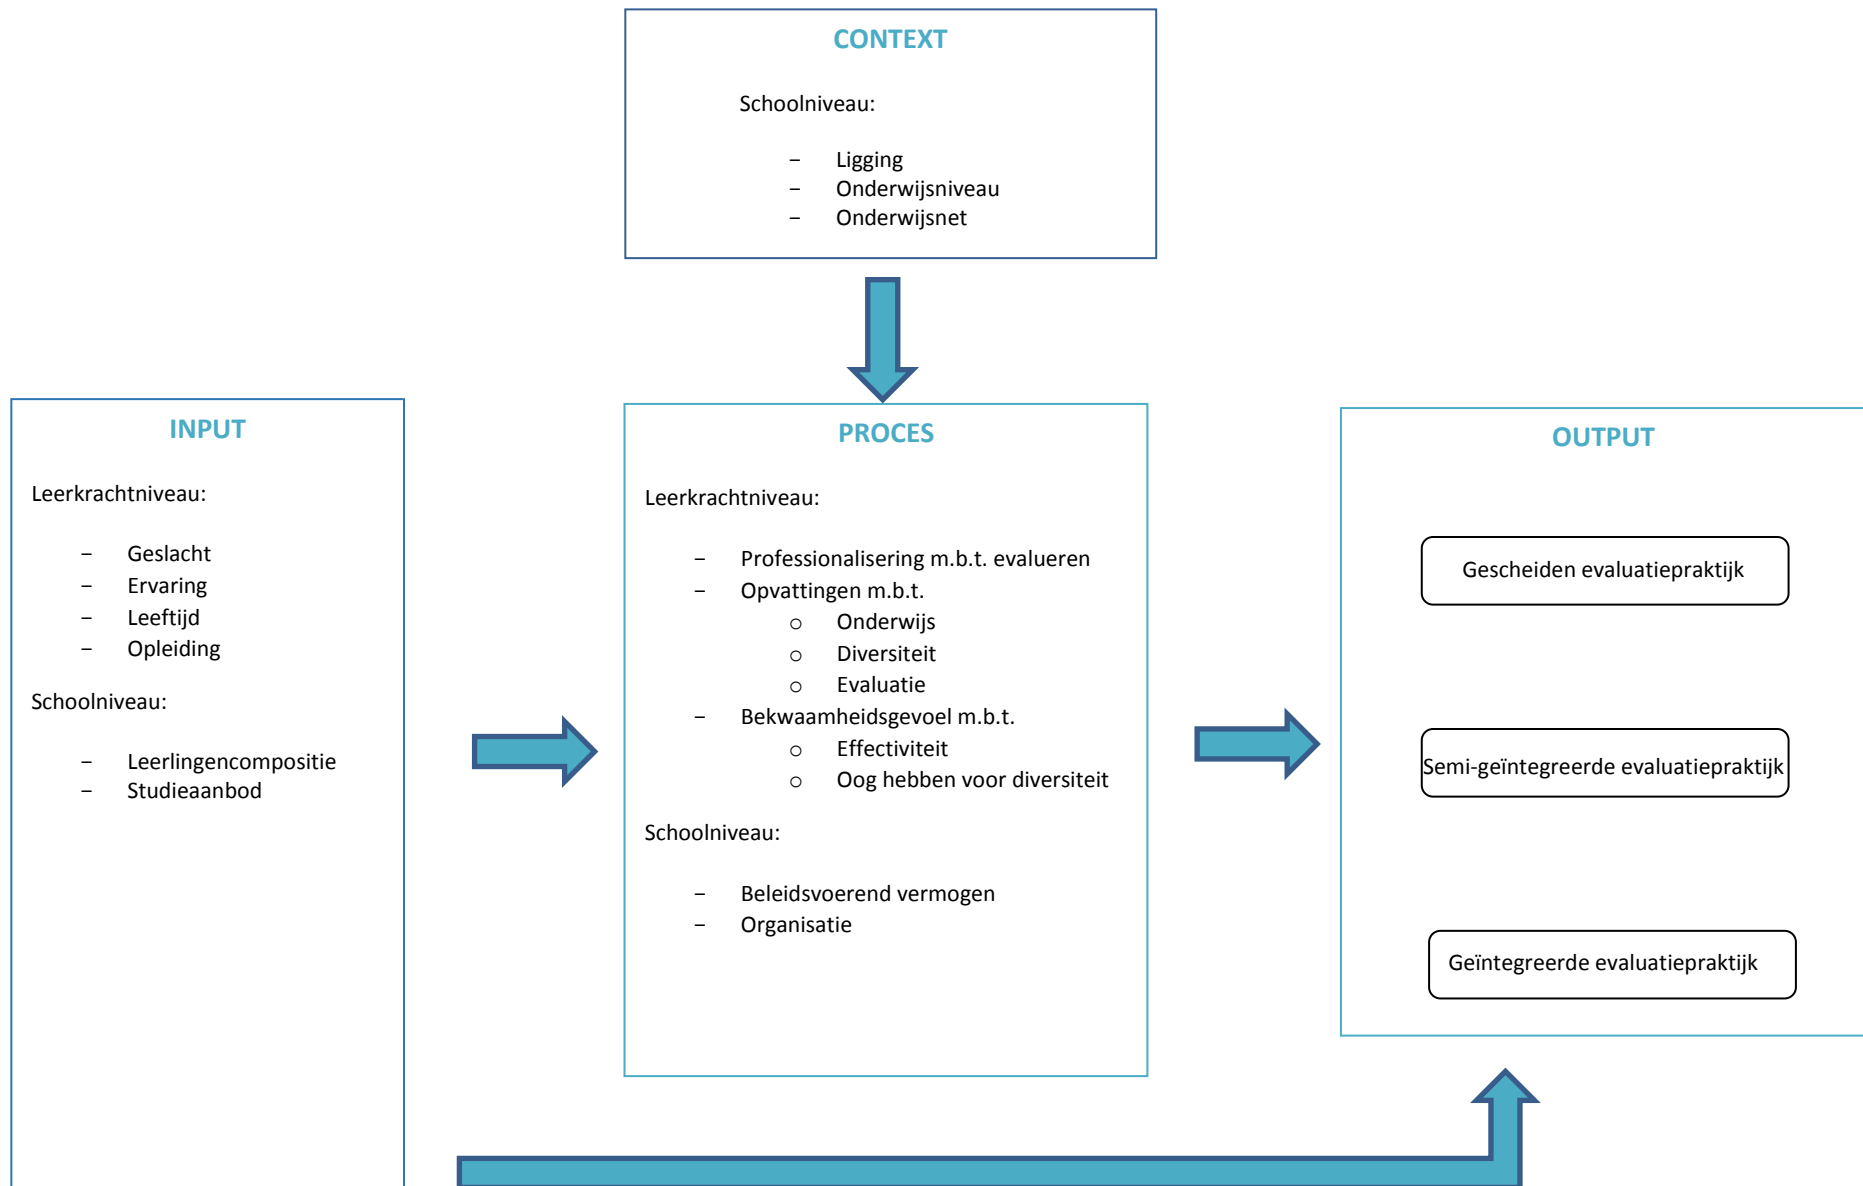 CONTEXT
Schoolniveau:
– Ligging
– Onderwijsniveau
– Onderwijsnet
INPUT
Leerkrachtniveau:
– Geslacht
– Ervaring
– Leeftijd
– Opleiding
Schoolniveau:
– Leerlingencompositie
– Studieaanbod
PROCES
Leerkrachtniveau:
– Professionalisering m.b.t. evalueren
– Opvattingen m.b.t.
o Onderwijs
o Diversiteit
o Evaluatie
– Bekwaamheidsgevoel m.b.t.
o Effectiviteit
o Oog hebben voor diversiteit
Schoolniveau:
– Beleidsvoerend vermogen
– Organisatie
OUTPUT
Gescheiden evaluatiepraktijk
Semi-geïntegreerde evaluatiepraktijk
Geïntegreerde evaluatiepraktijk